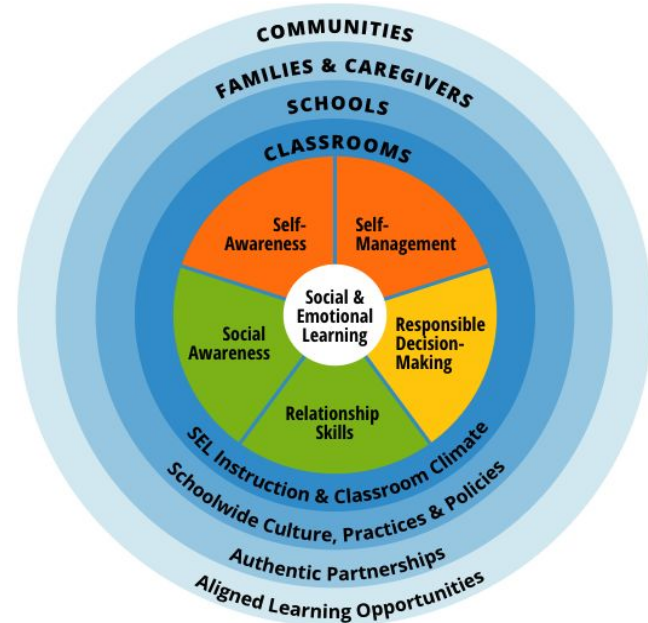 COMMUNITIES
FAMILIES & CAREGIVERS
SCHOOLS
CLASSROOMS
Self-
Awareness
Self-
Management
Social &
Emotional
Learning
Social
Awareness
Responsible
Decision-
Making
Relationship
Skills
SEL Instruction & Classroom Climate
Schoolwide Culture, Practices & Policies
Authentic Partnerships
Aligned Learning Opportunities